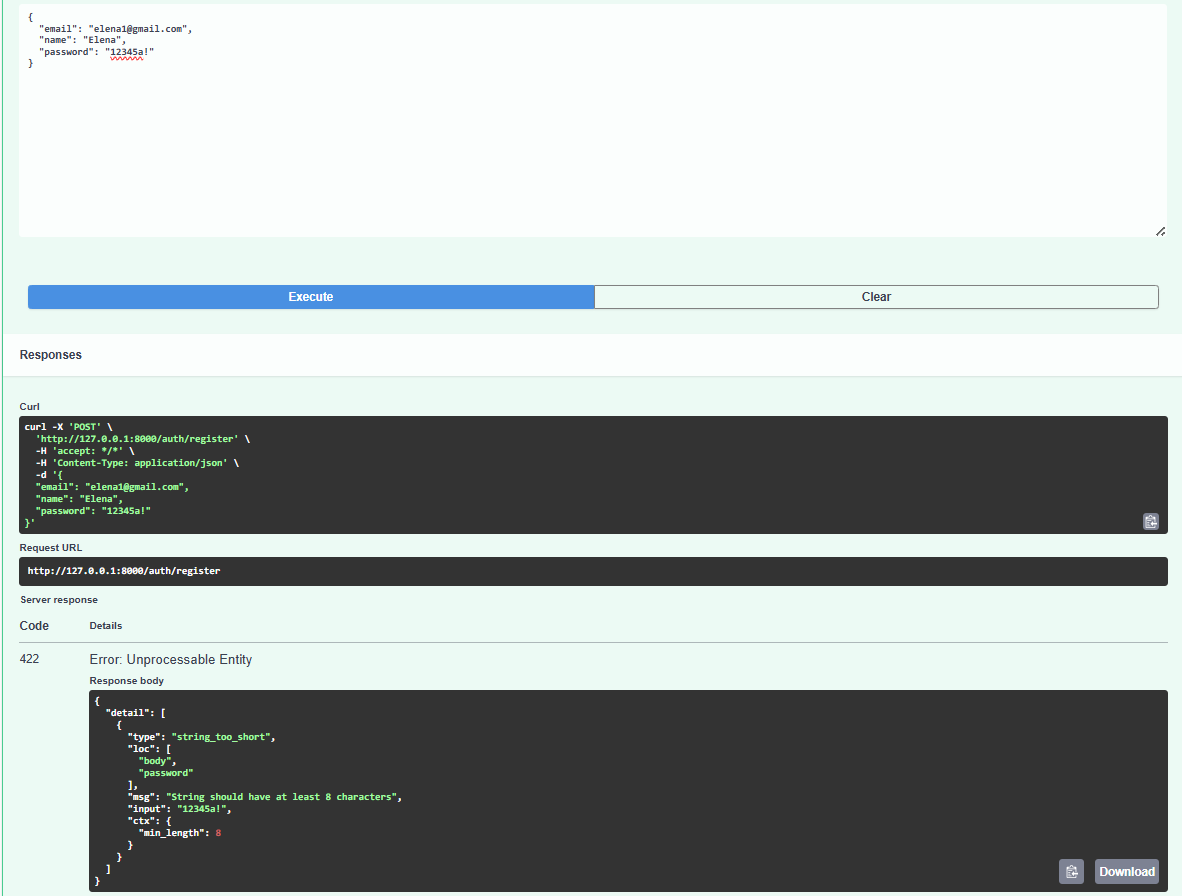 {
  "email": "elena1@gmail.com",
  "name": "Elena",
  "password": "12345a!"
}
Execute
Clear
Responses
Curl
curl -X 'POST' \
  'http://127.0.0.1:8000/auth/register' \
  -H 'accept: */*' \
  -H 'Content-Type: application/json' \
  -d '{
  "email": "elena1@gmail.com",
  "name": "Elena",
  "password": "12345a!"
}'
Request URL
http://127.0.0.1:8000/auth/register
Server response
Code Details
422 Error: Unprocessable Entity
Response body
{
  "detail": [
    {
      "type": "string_too_short",
      "loc": [
        "body",
        "password"
      ],
      "msg": "String should have at least 8 characters",
      "input": "12345a!",
      "ctx": {
        "min_length": 8
      }
    }
  ]
}
Download